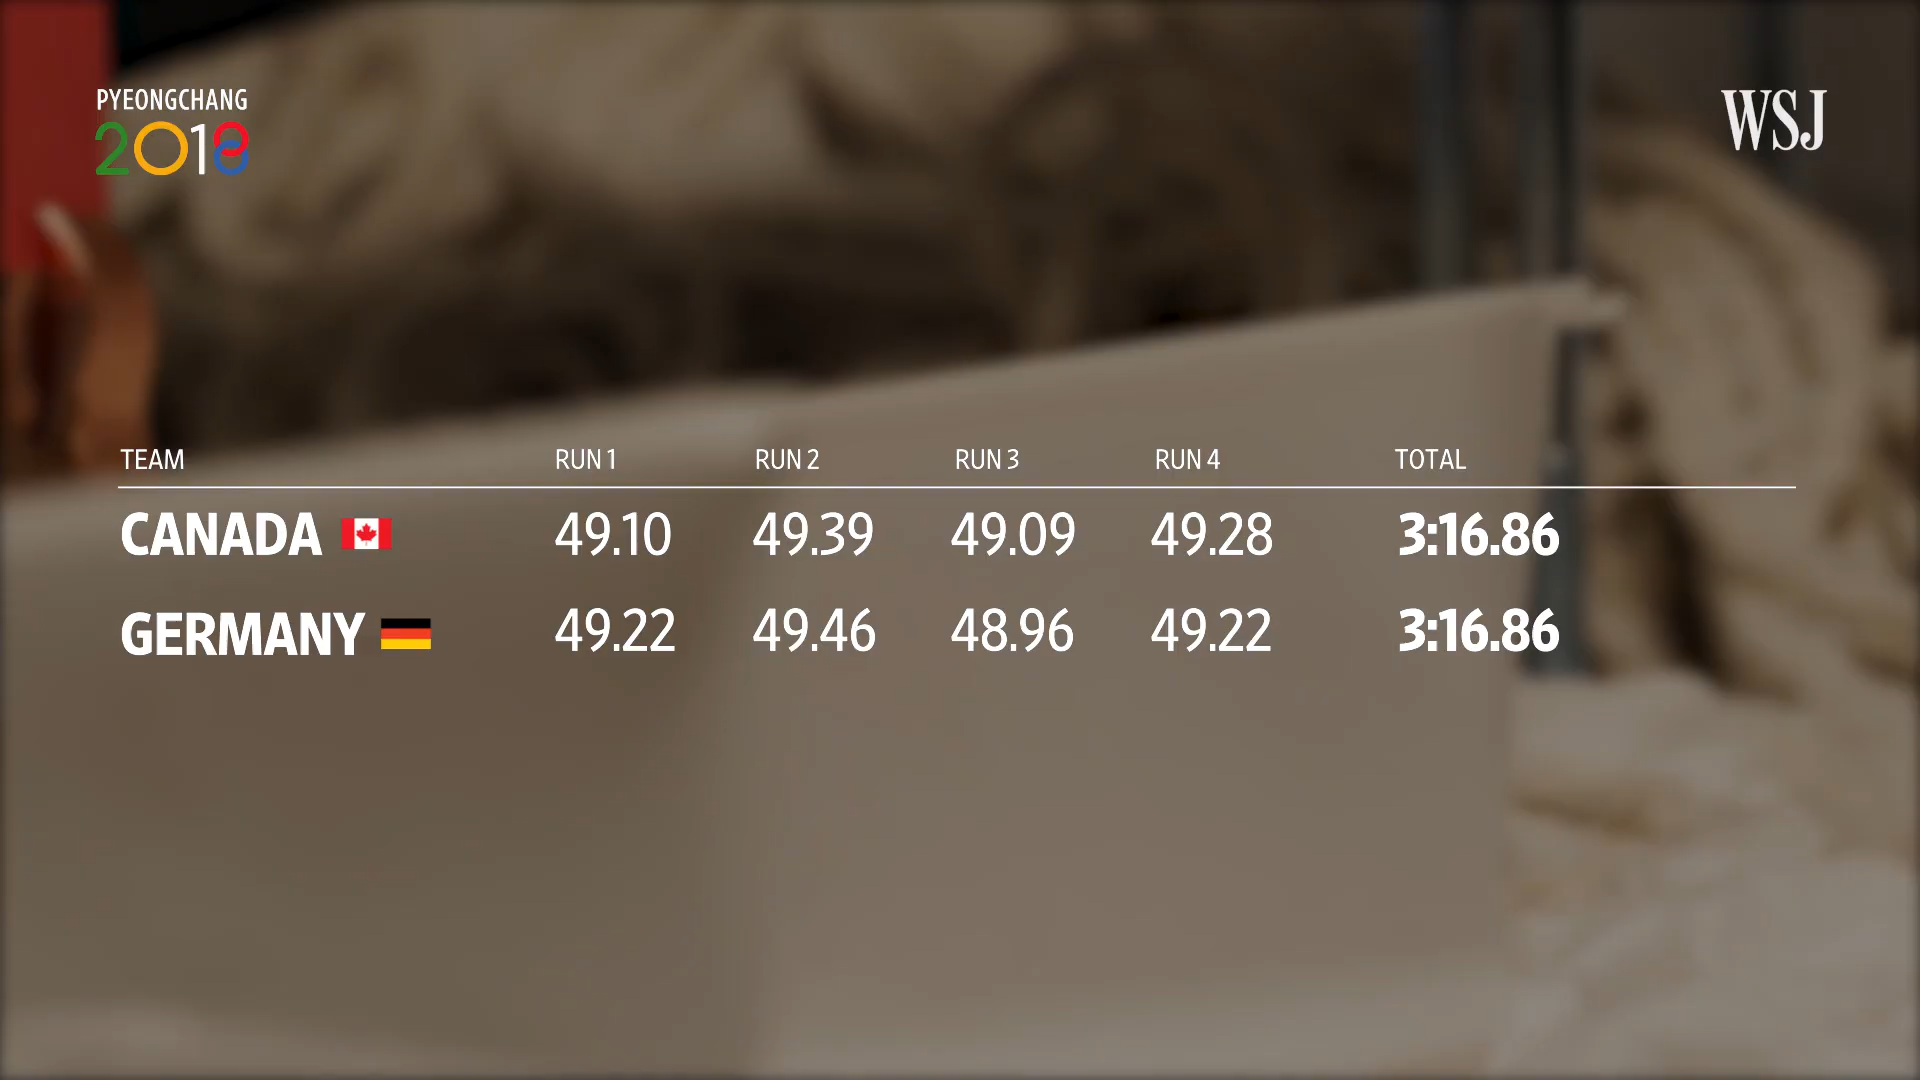 PYEONGCHANG
2018
WSJ
TEAM RUN 1 RUN 2 RUN 3 RUN 4 TOTAL
CANADA 49.10 49.39 49.09 49.28 3:16.86
GERMANY 49.22 49.46 48.96 49.22 3:16.86